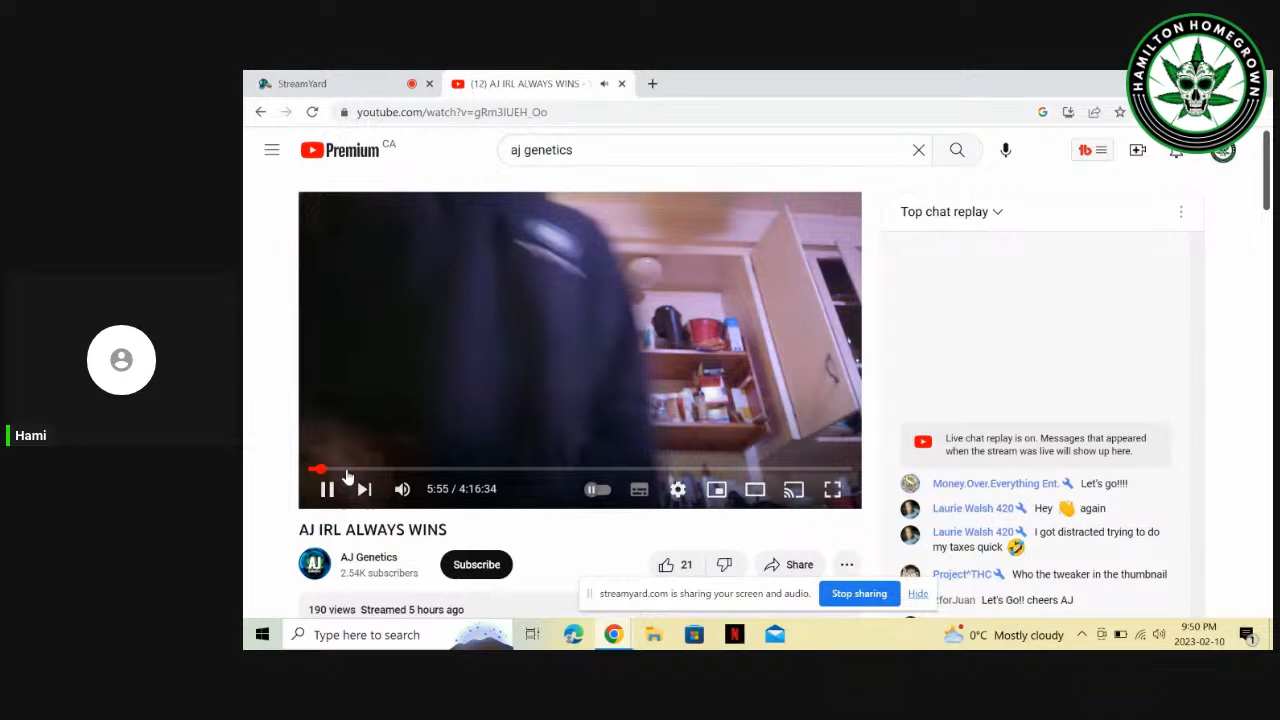 HAMILTON HOMEGROWN
StreamYard
(12) AJ IRL ALWAYS WINS -
youtube.com/watch?v=gRm3lUEH_Oo
Premium CA
aj genetics
Top chat replay
Hami
Live chat replay is on. Messages that appeared
when the stream was live will show up here.
Money.Over.Everything Ent. Let's go!!!!
Laurie Walsh 420 Hey 👋 again
Laurie Walsh 420 I got distracted trying to do
my taxes quick 🤣
Project^THC Who the tweaker in the thumbnail
forJuan Let's Go!! cheers AJ
5:55 / 4:16:34
AJ IRL ALWAYS WINS
AJ
AJ Genetics
2.54K subscribers
Subscribe
21
Share
190 views Streamed 5 hours ago
streamyard.com is sharing your screen and audio.
Stop sharing
Hide
Type here to search
0°C Mostly cloudy
9:50 PM
2023-02-10